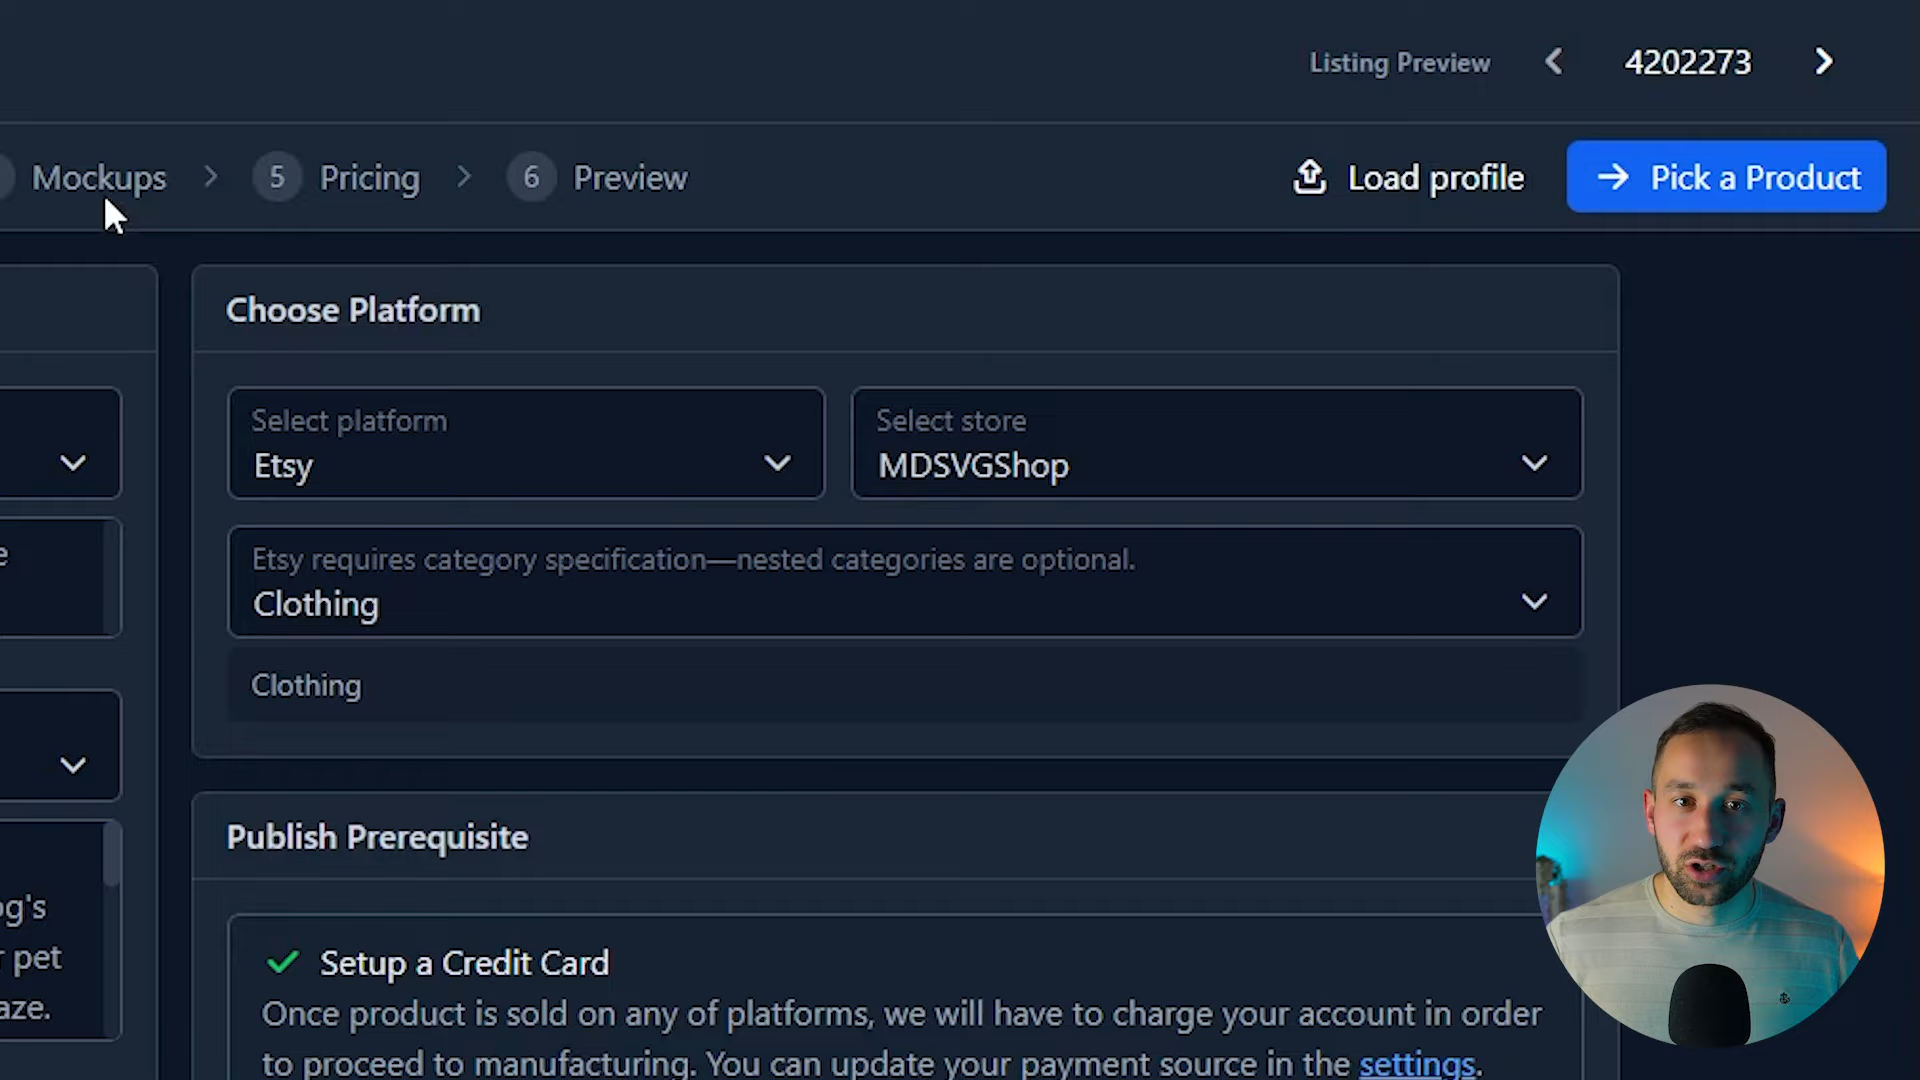 Listing Preview 4202273
Mockups 5 Pricing 6 Preview Load profile Pick a Product
Choose Platform
Select platform
Etsy
Select store
MDSVGShop
Etsy requires category specification—nested categories are optional.
Clothing
Clothing
Publish Prerequisite
og's
pet
aze.
Setup a Credit Card
Once product is sold on any of platforms, we will have to charge your account in order
to proceed to manufacturing. You can update your payment source in the settings.